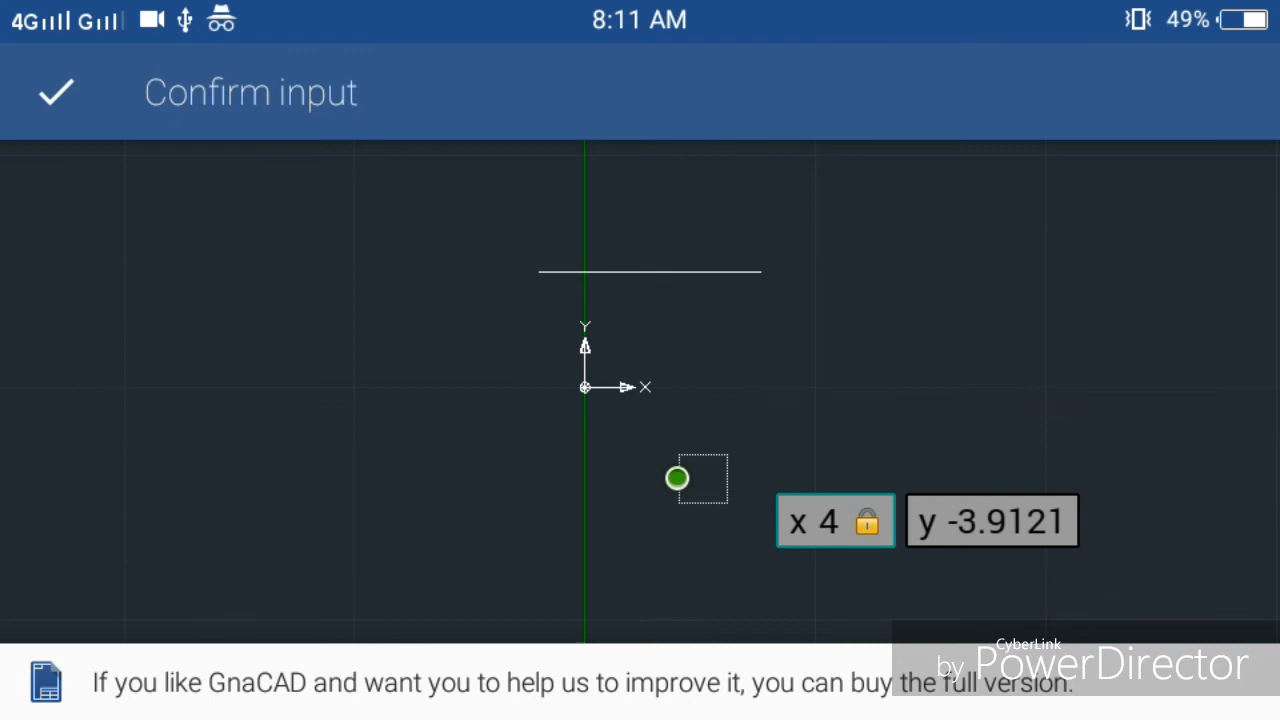 4G G 8:11 AM 49%
Confirm input
Y
X
x 4 y -3.9121
If you like GnaCAD and want you to help us to improve it, you can buy the full version.
CyberLink
by PowerDirector